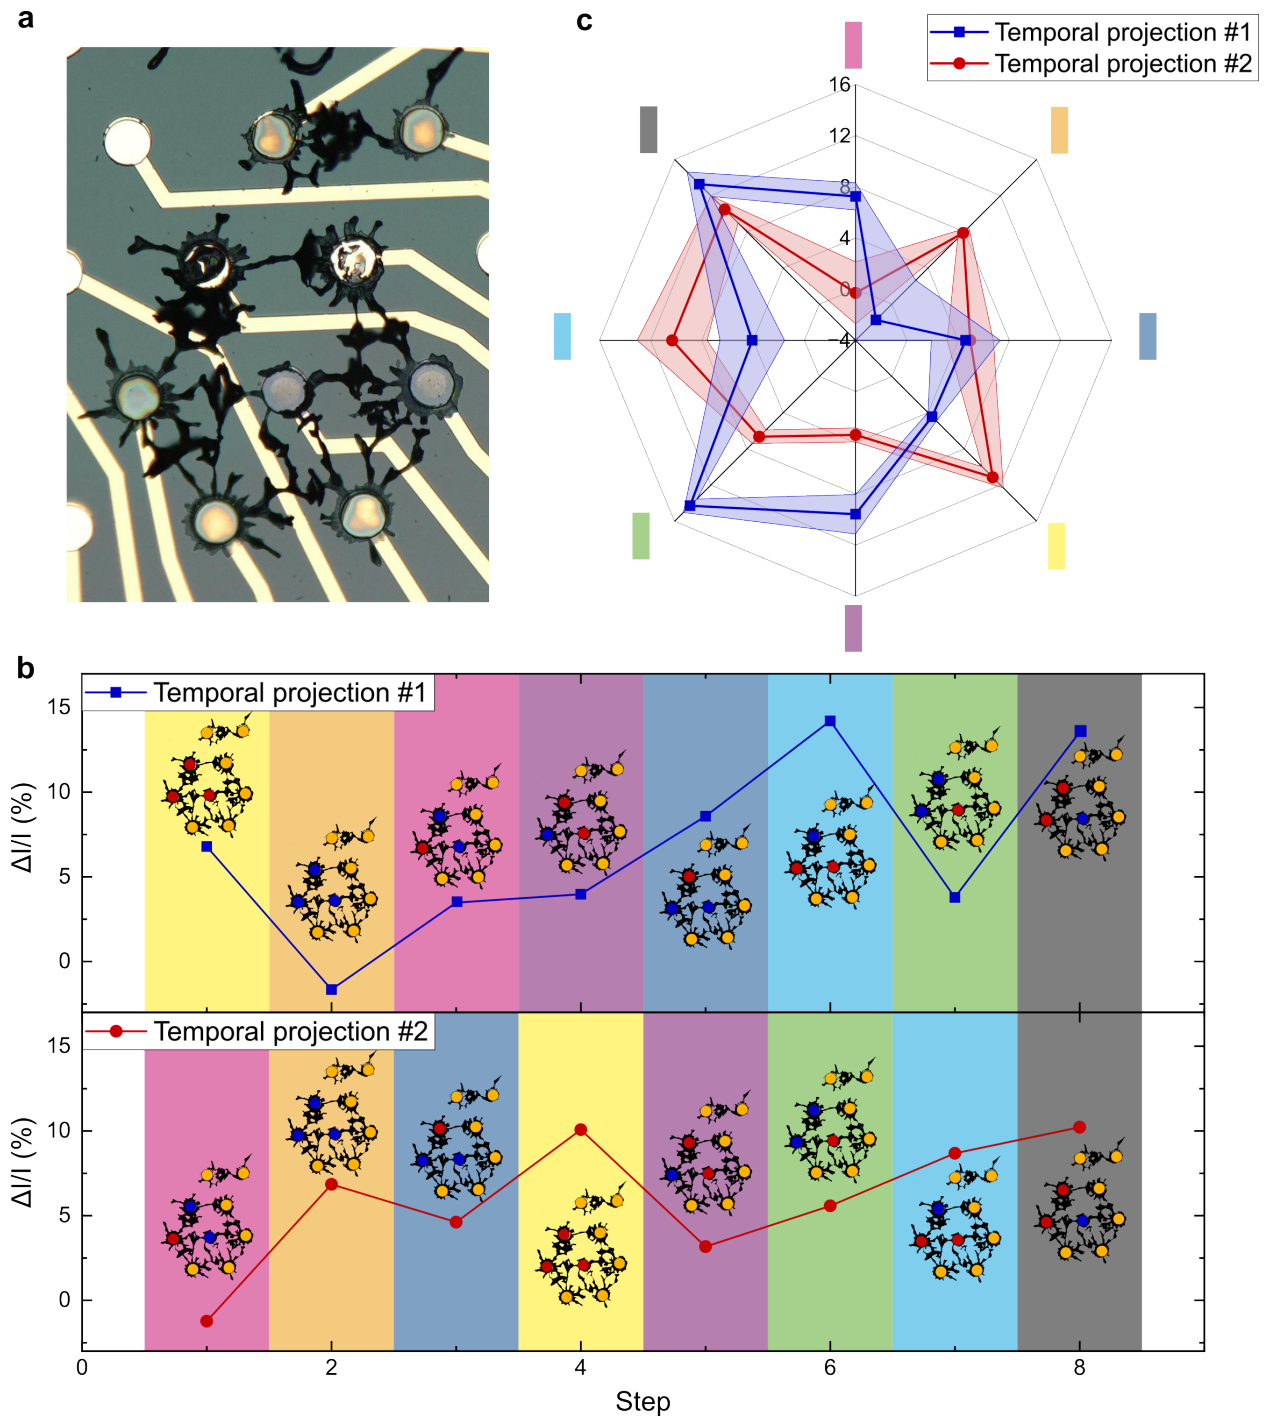 a
c
Temporal projection #1
Temporal projection #2
16
12
8
4
0
−4
b
Temporal projection #1
15
10
5
0
ΔI/I (%)
Temporal projection #2
15
10
5
0
ΔI/I (%)
0 2 4 6 8
Step